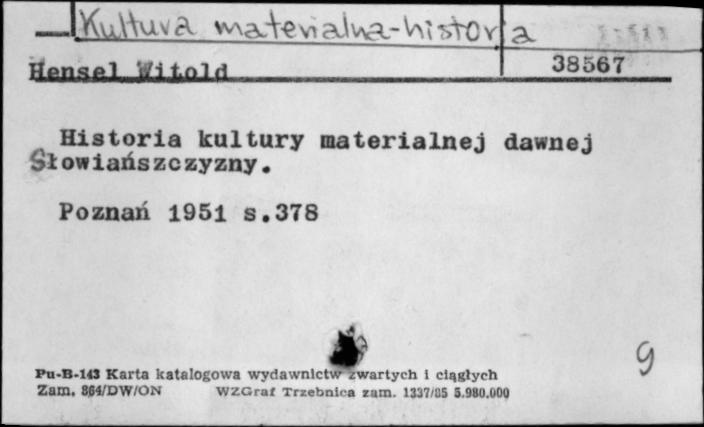 Kultura materialna-historja
Hensel Witold 38567
Historia kultury materialnej dawnej
Słowiańszczyzny.
Poznań 1951 s.378
9
Pu-B-143 Karta katalogowa wydawnictw zwartych i ciągłych
Zam. 864/DW/ON WZGraf Trzebnica zam. 1337/85 5.980.000